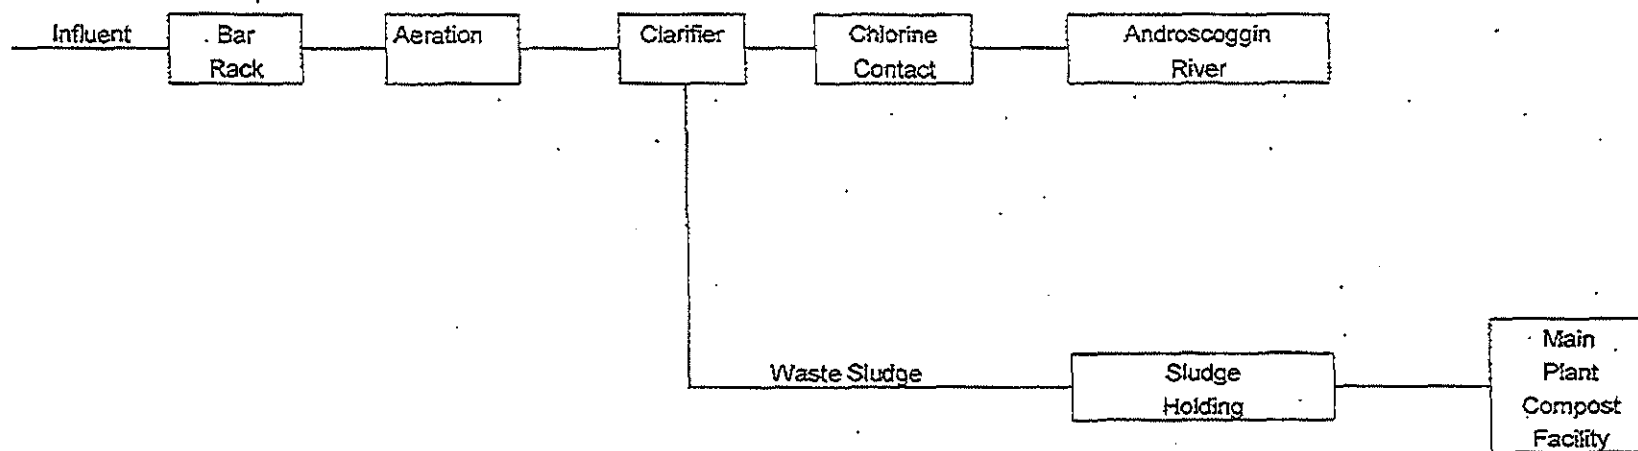 Influent
Bar
Rack
Aeration
Clarifier
Chlorine
Contact
Androscoggin
River
Waste Sludge
Sludge
Holding
Main
Plant
Compost
Facility